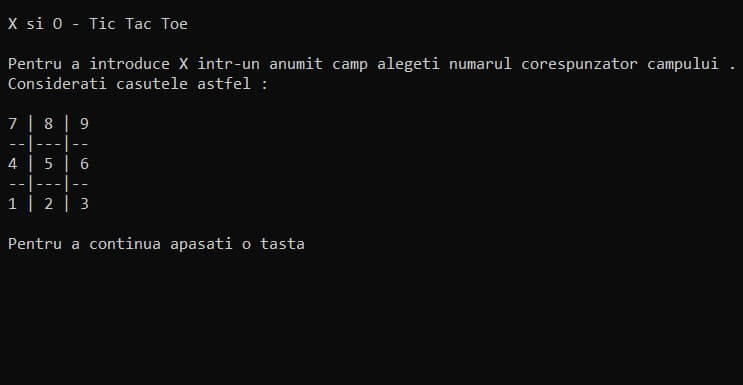 X si O - Tic Tac Toe
Pentru a introduce X intr-un anumit camp alegeti numarul corespunzator campului .
Considerati casutele astfel :
7 | 8 | 9
--|---|--
4 | 5 | 6
--|---|--
1 | 2 | 3
Pentru a continua apasati o tasta